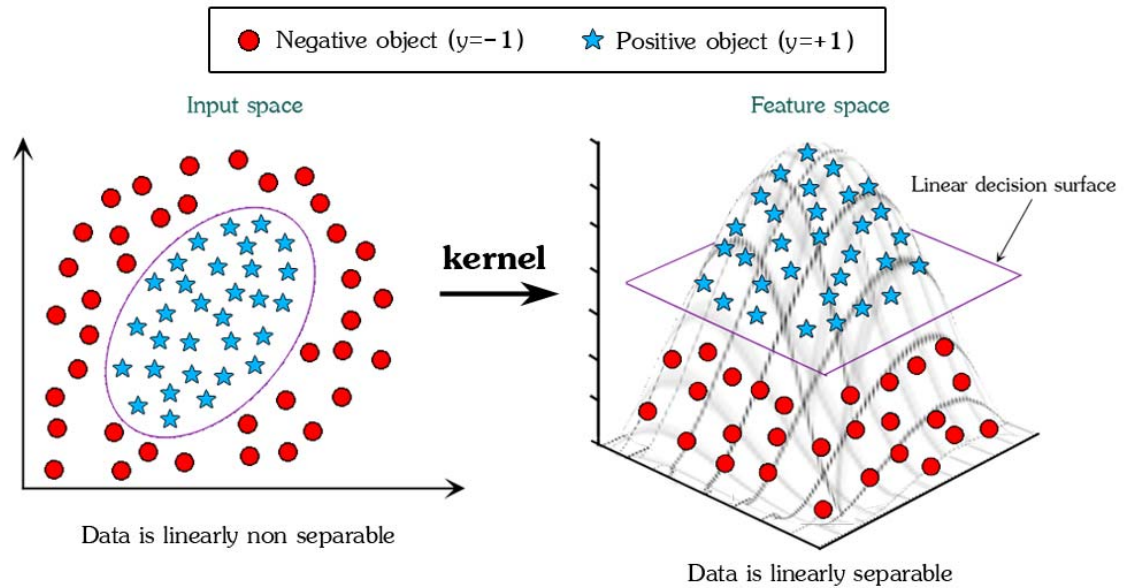 Negative object (y=-1)
Positive object (y=+1)
Input space
Feature space
Linear decision surface
kernel
Data is linearly non separable
Data is linearly separable